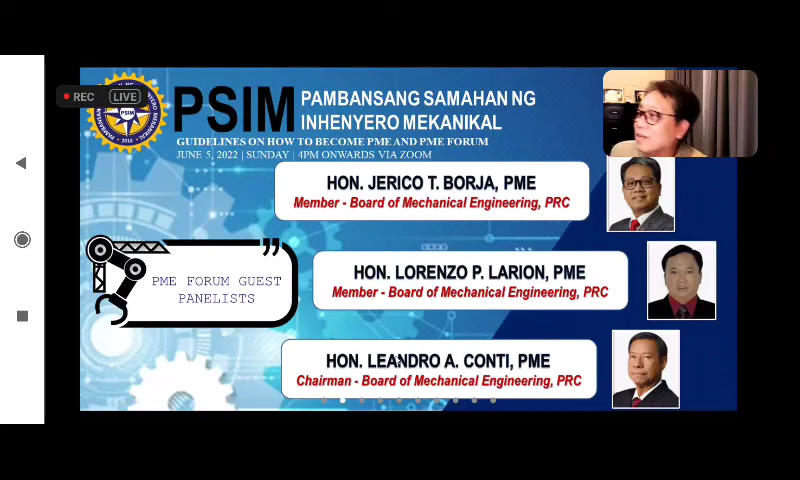 REC LIVE
PSIM
PSIM PAMBANSANG SAMAHAN NG
INHENYERO MEKANIKAL
GUIDELINES ON HOW TO BECOME PME AND PME FORUM
JUNE 5, 2022 | SUNDAY | 4PM ONWARDS VIA ZOOM
HON. JERICO T. BORJA, PME
Member - Board of Mechanical Engineering, PRC
PME FORUM GUEST
PANELISTS
HON. LORENZO P. LARION, PME
Member - Board of Mechanical Engineering, PRC
HON. LEANDRO A. CONTI, PME
Chairman - Board of Mechanical Engineering, PRC